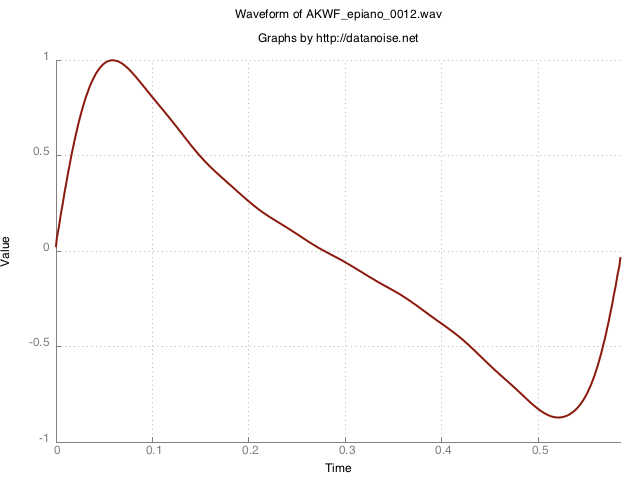 Waveform of AKWF_epiano_0012.wav
Graphs by http://datanoise.net
1
0.5
0
-0.5
-1
Value
0 0.1 0.2 0.3 0.4 0.5
Time